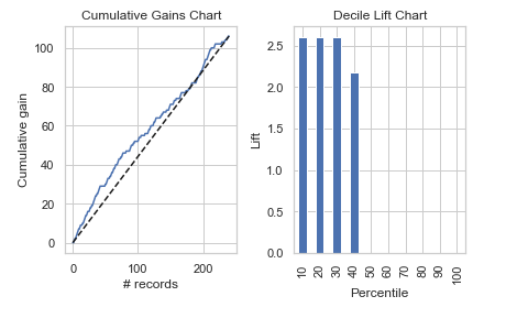 Cumulative Gains Chart
Cumulative gain
100
80
60
40
20
0
0 100 200
# records
Decile Lift Chart
Lift
2.5
2.0
1.5
1.0
0.5
0.0
10 20 30 40 50 60 70 80 90 100
Percentile